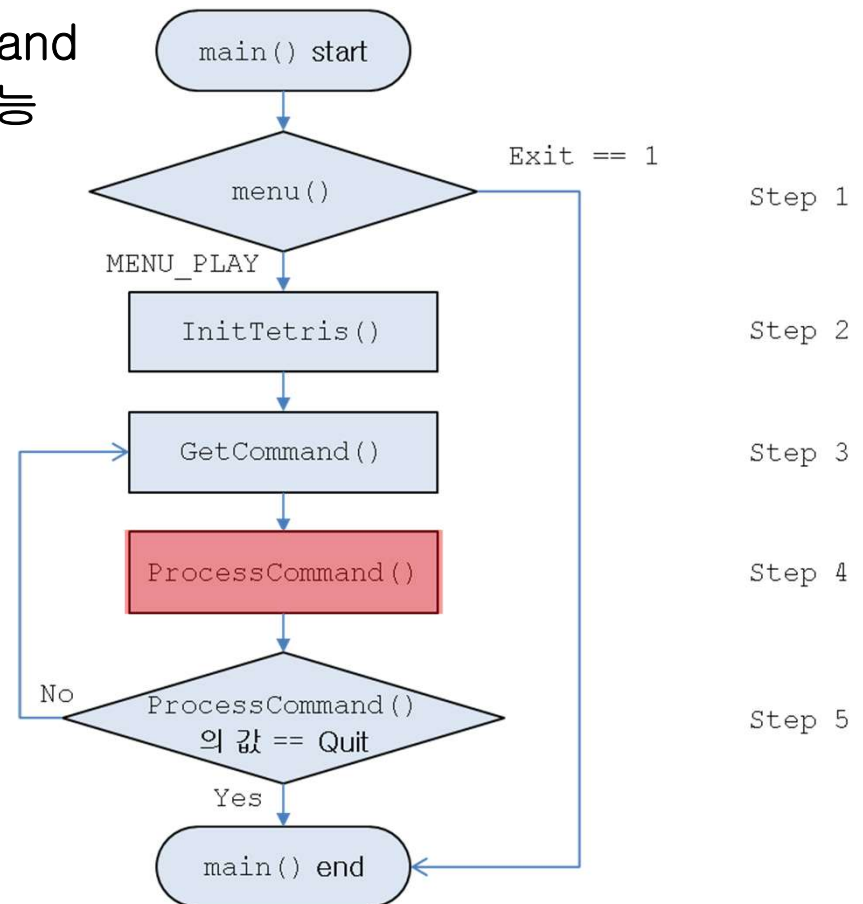 and
능
main() start
Exit == 1
menu()
Step 1
MENU_PLAY
InitTetris()
Step 2
GetCommand()
Step 3
ProcessCommand()
Step 4
No
ProcessCommand()
의 값 == Quit
Step 5
Yes
main() end